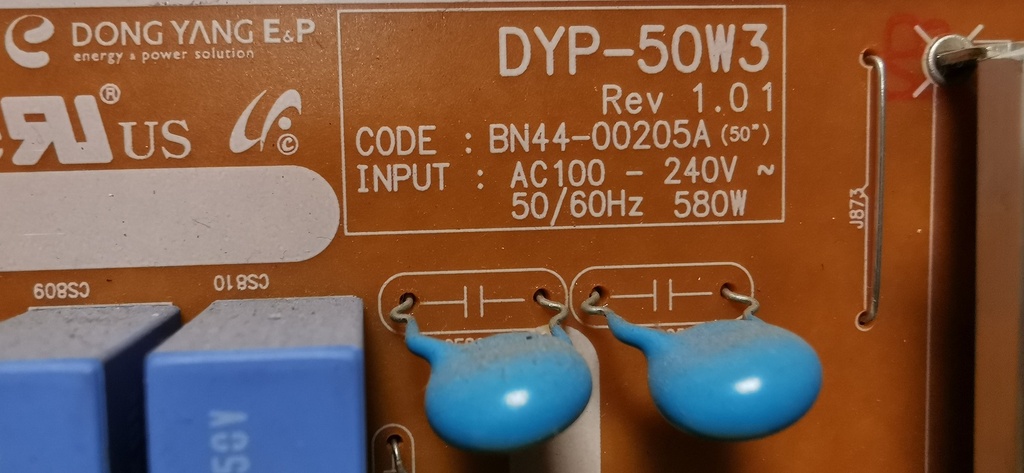 DONG YANG E&P
energy & power solution
DYP-50W3
Rev 1.01
CODE : BN44-00205A (50")
INPUT : AC100 - 240V ~
50/60Hz 580W
® US
©
J873
CS809
CS810